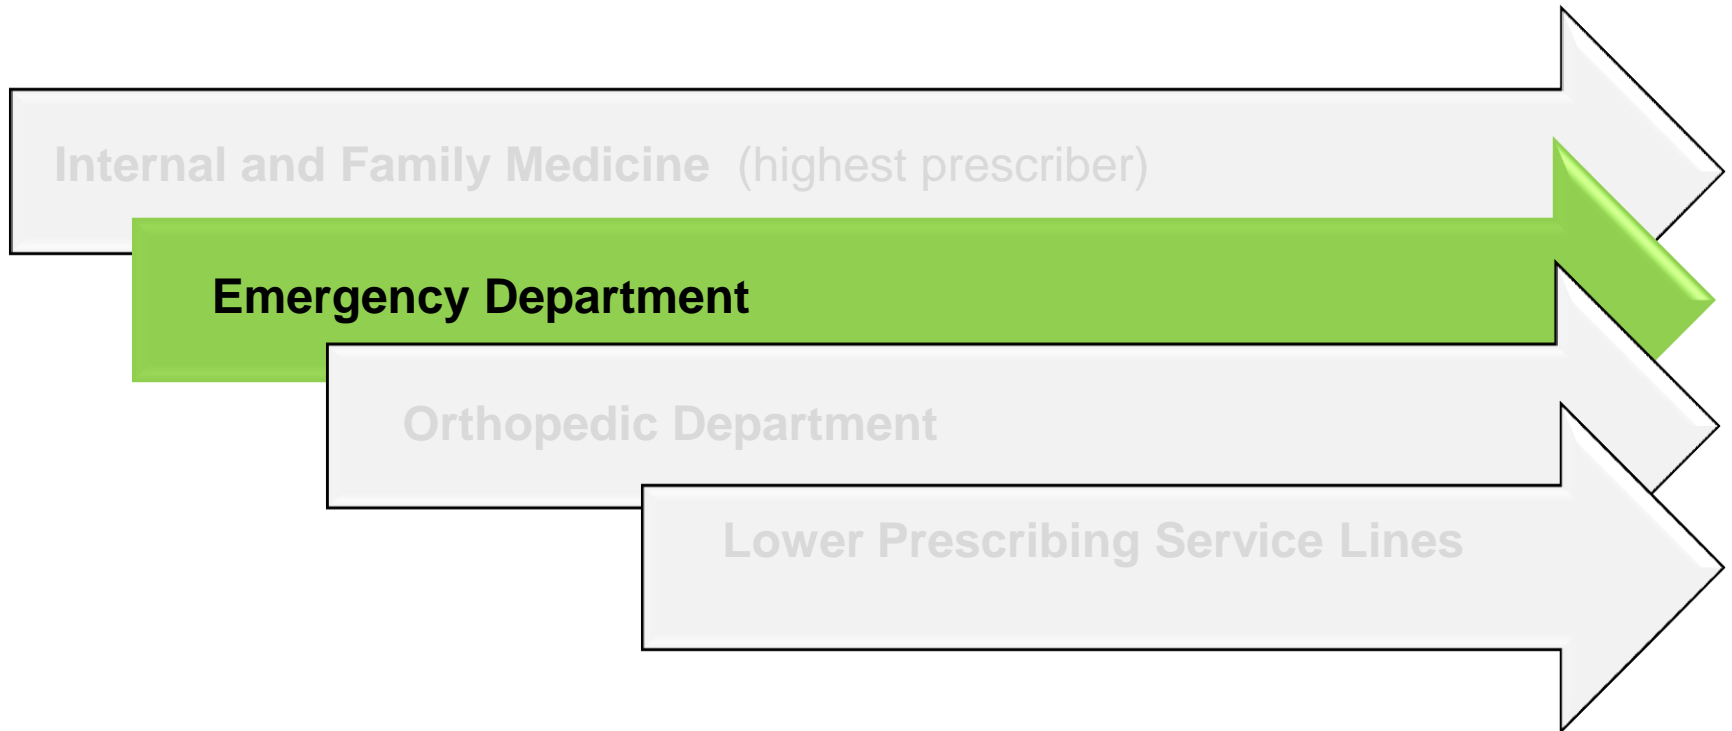 Internal and Family Medicine (highest prescriber)
Emergency Department
Orthopedic Department
Lower Prescribing Service Lines